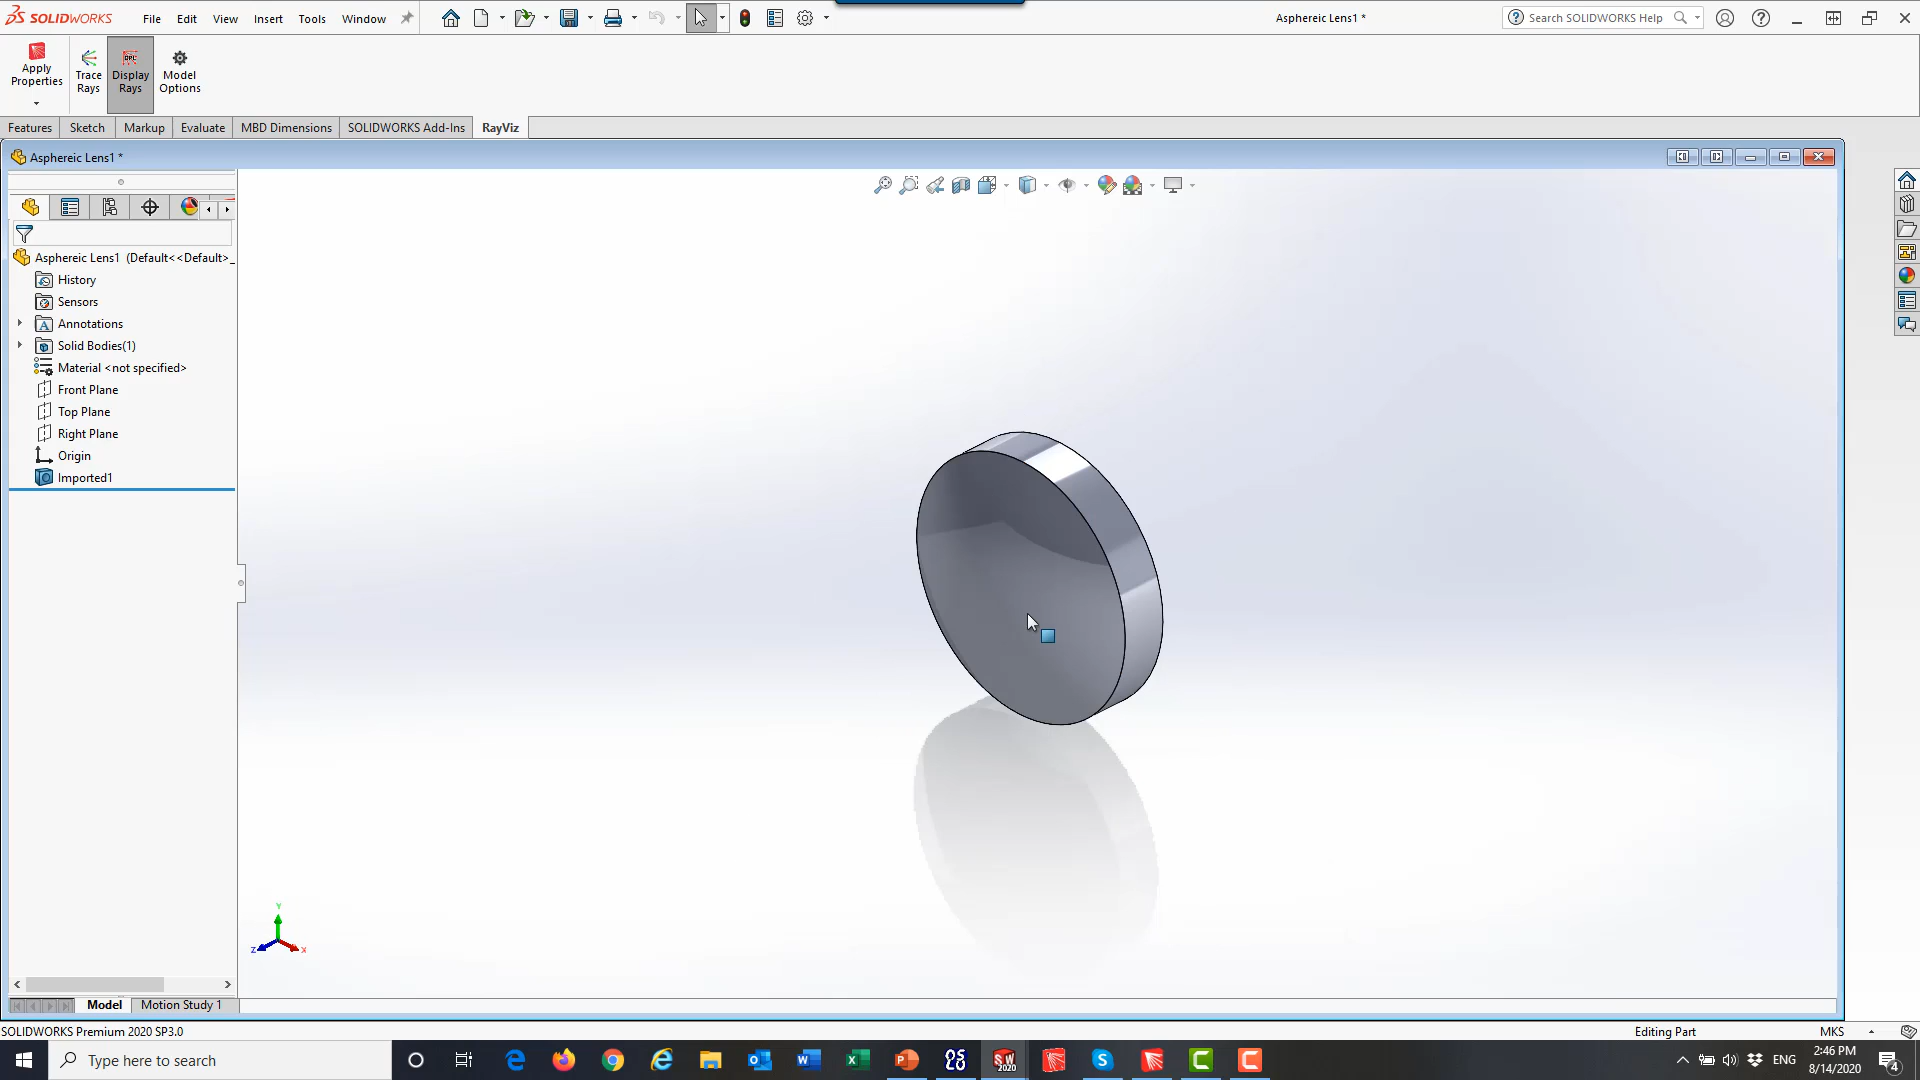 SOLIDWORKS File Edit View Insert Tools Window Asphereic Lens1 * Search SOLIDWORKS Help
Apply Properties
Trace Rays
Display Rays
Model Options
Features Sketch Markup Evaluate MBD Dimensions SOLIDWORKS Add-Ins RayViz
Asphereic Lens1 *
Asphereic Lens1 (Default<<Default>_
History
Sensors
Annotations
Solid Bodies(1)
Material <not specified>
Front Plane
Top Plane
Right Plane
Origin
Imported1
Y
Z X
Model Motion Study 1
SOLIDWORKS Premium 2020 SP3.0 Editing Part MKS
Type here to search ENG 2:46 PM
8/14/2020 4